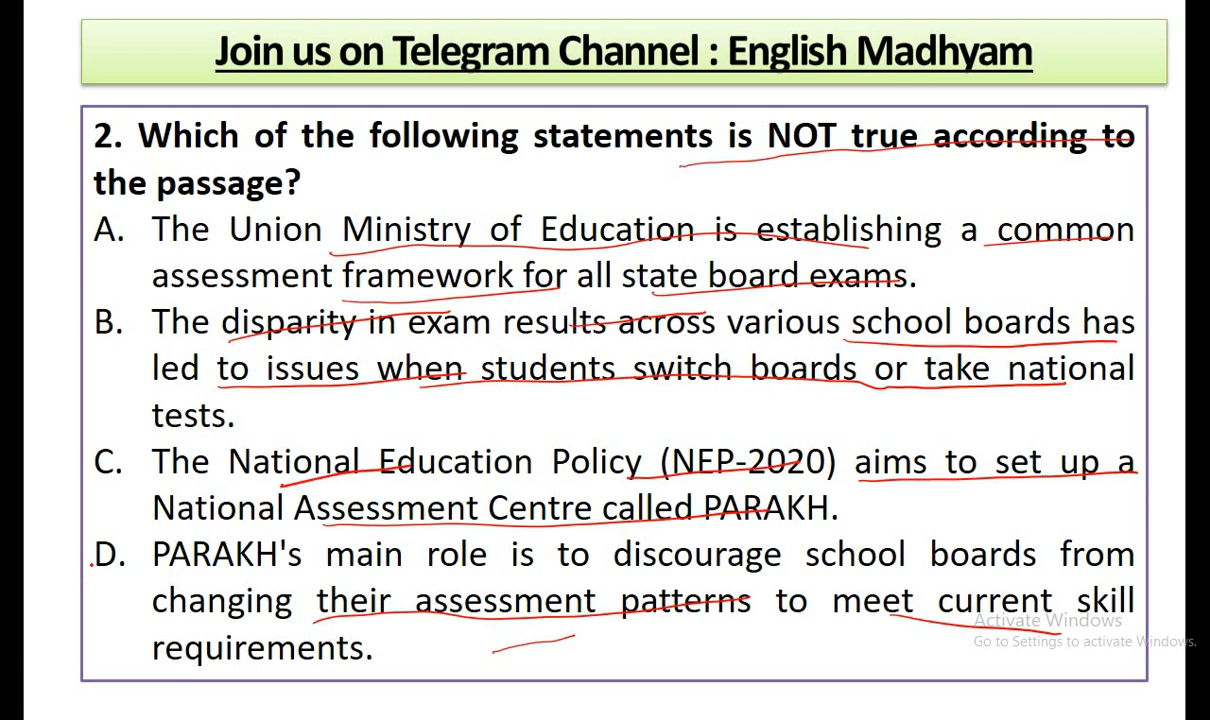 Join us on Telegram Channel : English Madhyam
2. Which of the following statements is NOT true according to
the passage?
A. The Union Ministry of Education is establishing a common
assessment framework for all state board exams.
B. The disparity in exam results across various school boards has
led to issues when students switch boards or take national
tests.
C. The National Education Policy (NEP-2020) aims to set up a
National Assessment Centre called PARAKH.
D. PARAKH's main role is to discourage school boards from
changing their assessment patterns to meet current skill
requirements.
Activate Windows
Go to Settings to activate Windows.